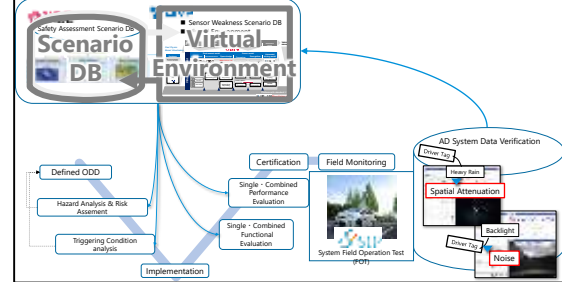 Safety Assessment Scenario DB
Scenario
DB
■ Sensor Weakness Scenario DB
Virtual
Environment
AD System Data Verification
Driver Tag
Heavy Rain
Spatial Attenuation
Backlight
Driver Tag
Noise
Certification
Field Monitoring
Defined ODD
Single・Combined
Performance
Evaluation
Hazard Analysis & Risk
Assement
Single・Combined
Functional
Evaluation
Triggering Condition
analysis
System Field Operation Test
(FOT)
Implementation